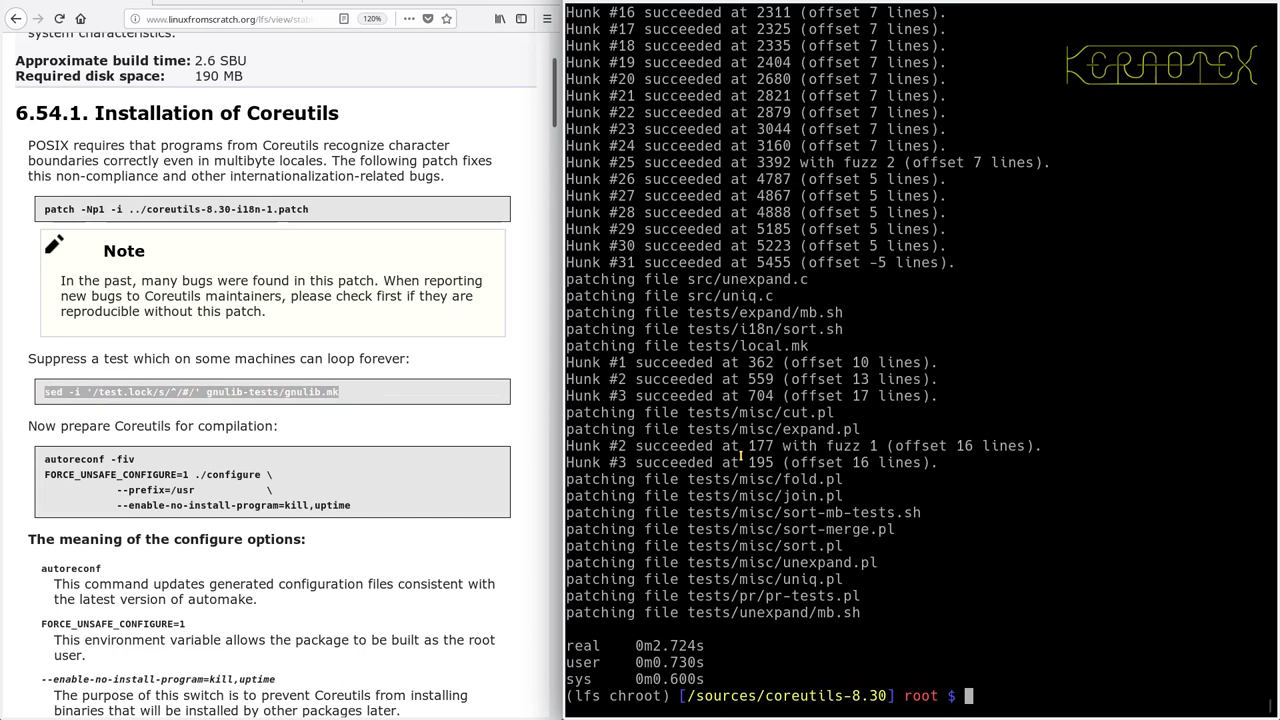 www.linuxfromscratch.org/lfs/view/stab
120%
system characteristics.
Approximate build time: 2.6 SBU
Required disk space: 190 MB
6.54.1. Installation of Coreutils
POSIX requires that programs from Coreutils recognize character
boundaries correctly even in multibyte locales. The following patch fixes
this non-compliance and other internationalization-related bugs.
patch -Np1 -i ../coreutils-8.30-i18n-1.patch
Note
In the past, many bugs were found in this patch. When reporting
new bugs to Coreutils maintainers, please check first if they are
reproducible without this patch.
Suppress a test which on some machines can loop forever:
sed -i '/test.lock/s/^/#/' gnulib-tests/gnulib.mk
Now prepare Coreutils for compilation:
autoreconf -fiv
FORCE_UNSAFE_CONFIGURE=1 ./configure \
--prefix=/usr \
--enable-no-install-program=kill,uptime
The meaning of the configure options:
autoreconf
This command updates generated configuration files consistent with
the latest version of automake.
FORCE_UNSAFE_CONFIGURE=1
This environment variable allows the package to be built as the root
user.
--enable-no-install-program=kill,uptime
The purpose of this switch is to prevent Coreutils from installing
binaries that will be installed by other packages later.
Hunk #16 succeeded at 2311 (offset 7 lines).
Hunk #17 succeeded at 2325 (offset 7 lines).
Hunk #18 succeeded at 2335 (offset 7 lines).
Hunk #19 succeeded at 2404 (offset 7 lines).
Hunk #20 succeeded at 2680 (offset 7 lines).
Hunk #21 succeeded at 2821 (offset 7 lines).
Hunk #22 succeeded at 2879 (offset 7 lines).
Hunk #23 succeeded at 3044 (offset 7 lines).
Hunk #24 succeeded at 3160 (offset 7 lines).
Hunk #25 succeeded at 3392 with fuzz 2 (offset 7 lines).
Hunk #26 succeeded at 4787 (offset 5 lines).
Hunk #27 succeeded at 4867 (offset 5 lines).
Hunk #28 succeeded at 4888 (offset 5 lines).
Hunk #29 succeeded at 5185 (offset 5 lines).
Hunk #30 succeeded at 5223 (offset 5 lines).
Hunk #31 succeeded at 5455 (offset -5 lines).
patching file src/unexpand.c
patching file src/uniq.c
patching file tests/expand/mb.sh
patching file tests/i18n/sort.sh
patching file tests/local.mk
Hunk #1 succeeded at 362 (offset 10 lines).
Hunk #2 succeeded at 559 (offset 13 lines).
Hunk #3 succeeded at 704 (offset 17 lines).
patching file tests/misc/cut.pl
patching file tests/misc/expand.pl
Hunk #2 succeeded at 177 with fuzz 1 (offset 16 lines).
Hunk #3 succeeded at 195 (offset 16 lines).
patching file tests/misc/fold.pl
patching file tests/misc/join.pl
patching file tests/misc/sort-mb-tests.sh
patching file tests/misc/sort-merge.pl
patching file tests/misc/sort.pl
patching file tests/misc/unexpand.pl
patching file tests/misc/uniq.pl
patching file tests/pr/pr-tests.pl
patching file tests/unexpand/mb.sh
real 0m2.724s
user 0m0.730s
sys 0m0.600s
(lfs chroot) [/sources/coreutils-8.30] root $